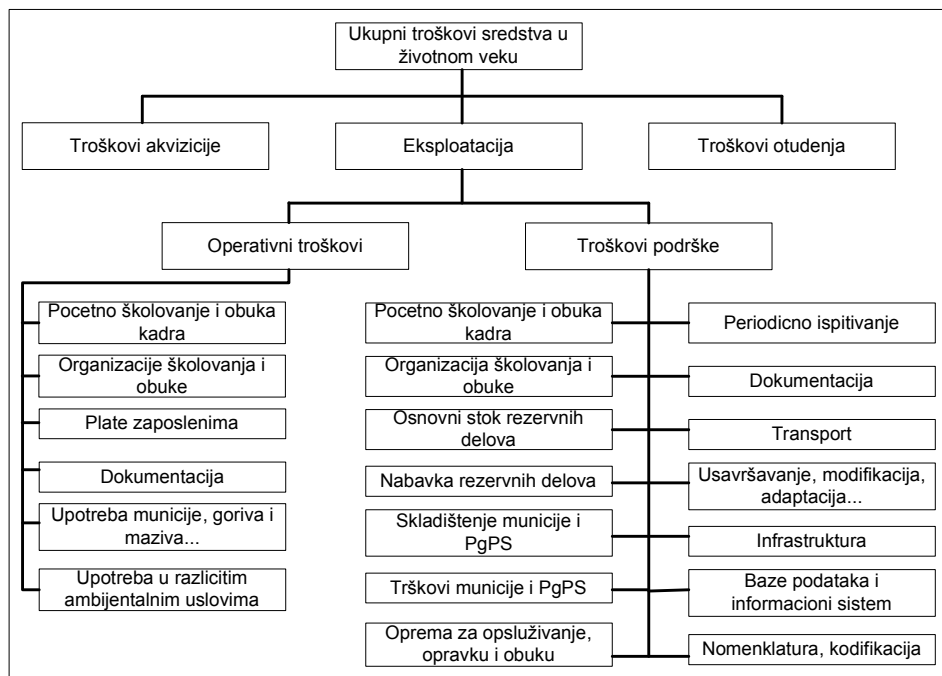 Ukupni troškovi sredstva u
životnom veku
Troškovi akvizicije
Eksploatacija
Troškovi otudenja
Operativni troškovi
Troškovi podrške
Pocetno školovanje i obuka
kadra
Organizacije školovanja i
obuke
Plate zaposlenima
Dokumentacija
Upotreba municije, goriva i
maziva...
Upotreba u razlicitim
ambijentalnim uslovima
Pocetno školovanje i obuka
kadra
Organizacija školovanja i
obuke
Osnovni stok rezervnih
delova
Nabavka rezervnih delova
Skladištenje municije i
PgPS
Trškovi municije i PgPS
Oprema za opsluživanje,
opravku i obuku
Periodicno ispitivanje
Dokumentacija
Transport
Usavršavanje, modifikacija,
adaptacija...
Infrastruktura
Baze podataka i
informacioni sistem
Nomenklatura, kodifikacija